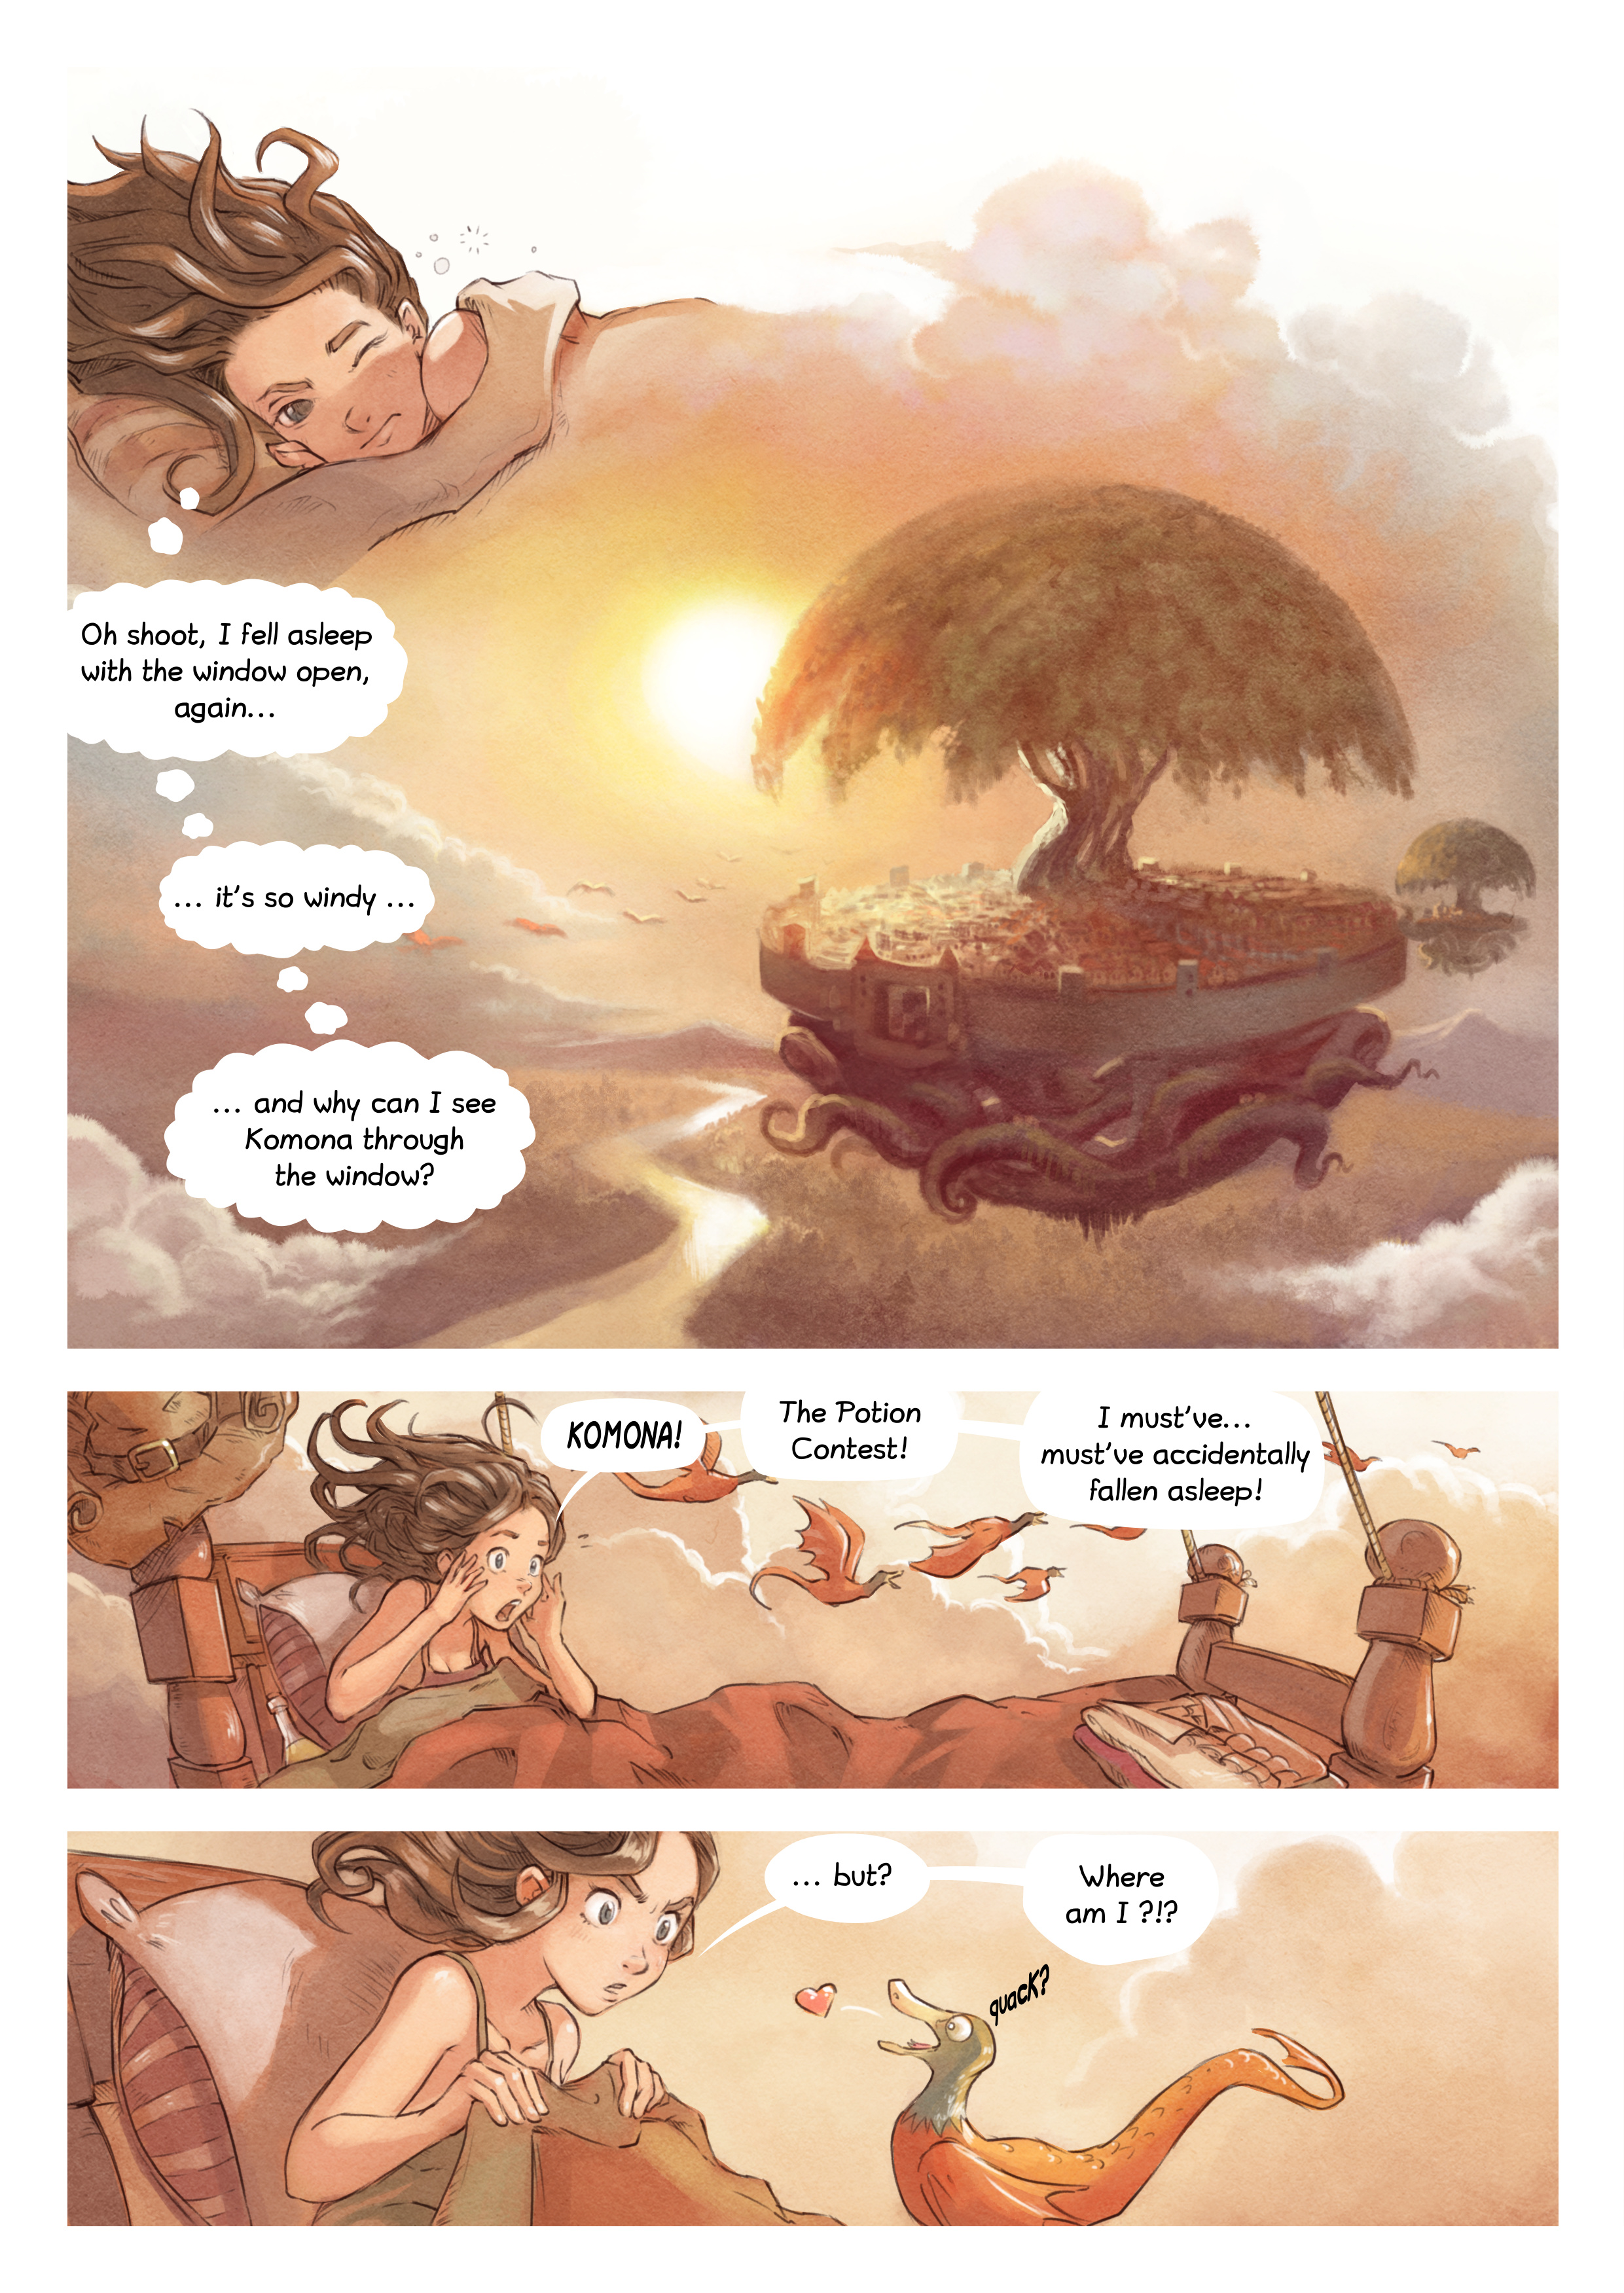 Oh shoot, I fell asleep
with the window open,
again...
... it's so windy ...
... and why can I see
Komona through
the window?
KOMONA!
The Potion
Contest!
I must've...
must've accidentally
fallen asleep!
... but?
Where
am I ?!?
quack?